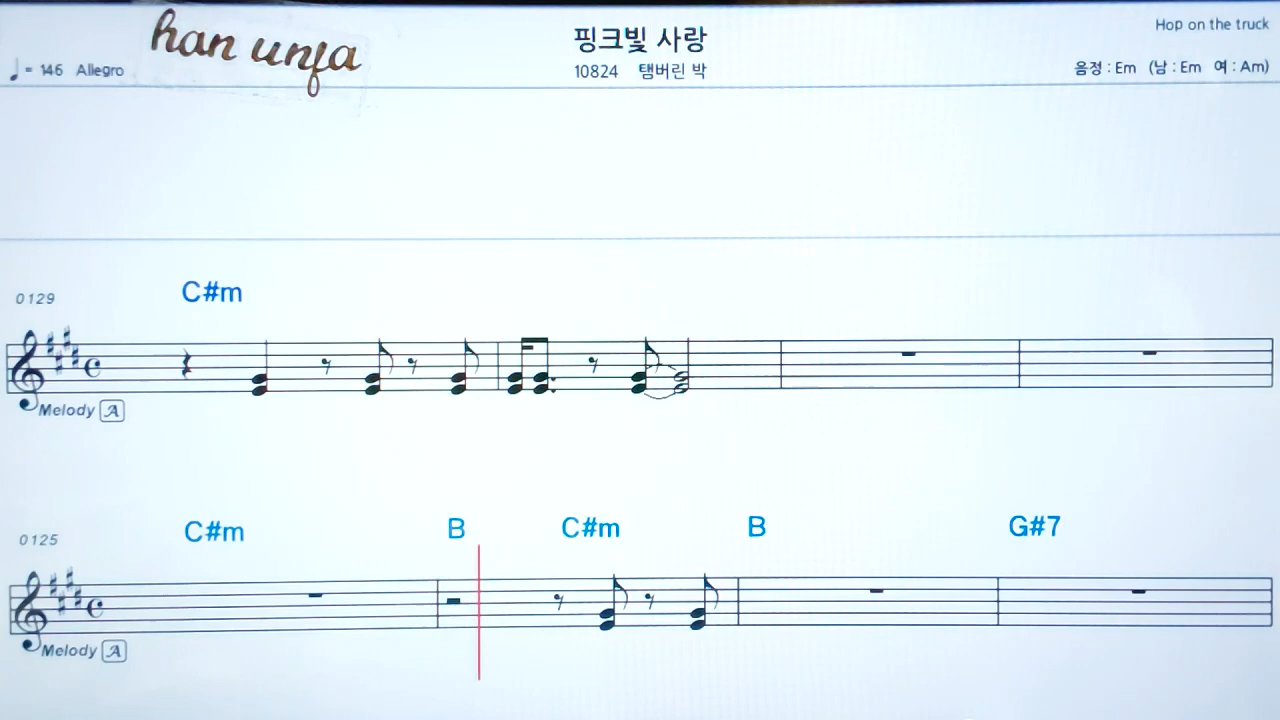 han unja
핑크빛 사랑
Hop on the truck
♩= 146 Allegro
10824 탬버린 박
음정 : Em (남 : Em 여 : Am)
0129
C#m
Melody A
0125
C#m B C#m B G#7
Melody A